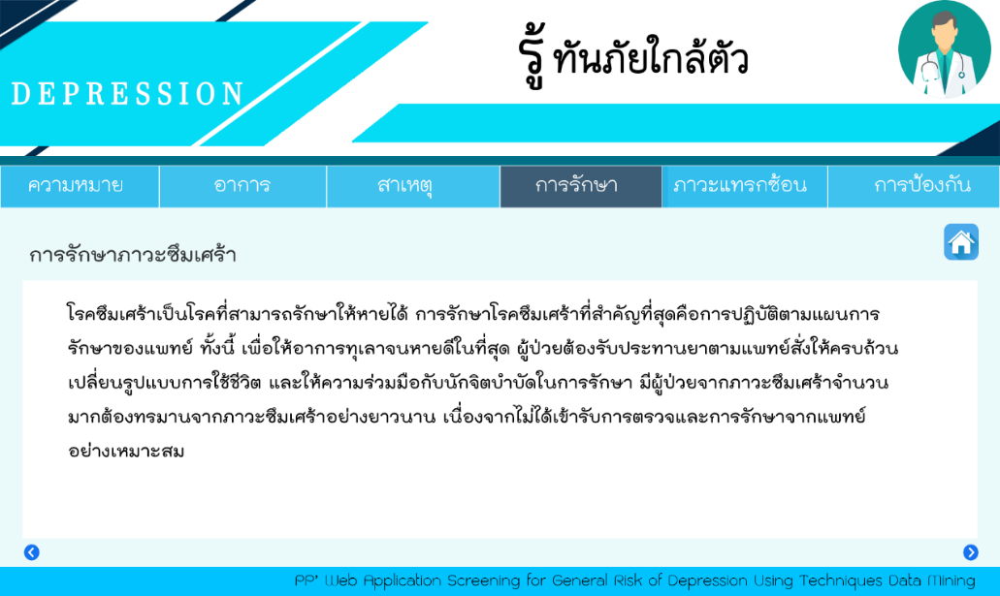 รู้ ทันภัยใกล้ตัว
DEPRESSION
ความหมาย อาการ สาเหตุ การรักษา ภาวะแทรกซ้อน การป้องกัน
การรักษาภาวะซึมเศร้า
โรคซึมเศร้าเป็นโรคที่สามารถรักษาให้หายได้ การรักษาโรคซึมเศร้าที่สำคัญที่สุดคือการปฏิบัติตามแผนการ
รักษาของแพทย์ ทั้งนี้ เพื่อให้อาการทุเลาจนหายดีในที่สุด ผู้ป่วยต้องรับประทานยาตามแพทย์สั่งให้ครบถ้วน
เปลี่ยนรูปแบบการใช้ชีวิต และให้ความร่วมมือกับนักจิตบำบัดในการรักษา มีผู้ป่วยจากภาวะซึมเศร้าจำนวน
มากต้องทรมานจากภาวะซึมเศร้าอย่างยาวนาน เนื่องจากไม่ได้เข้ารับการตรวจและการรักษาจากแพทย์
อย่างเหมาะสม
PP' Web Application Screening for General Risk of Depression Using Techniques Data Mining